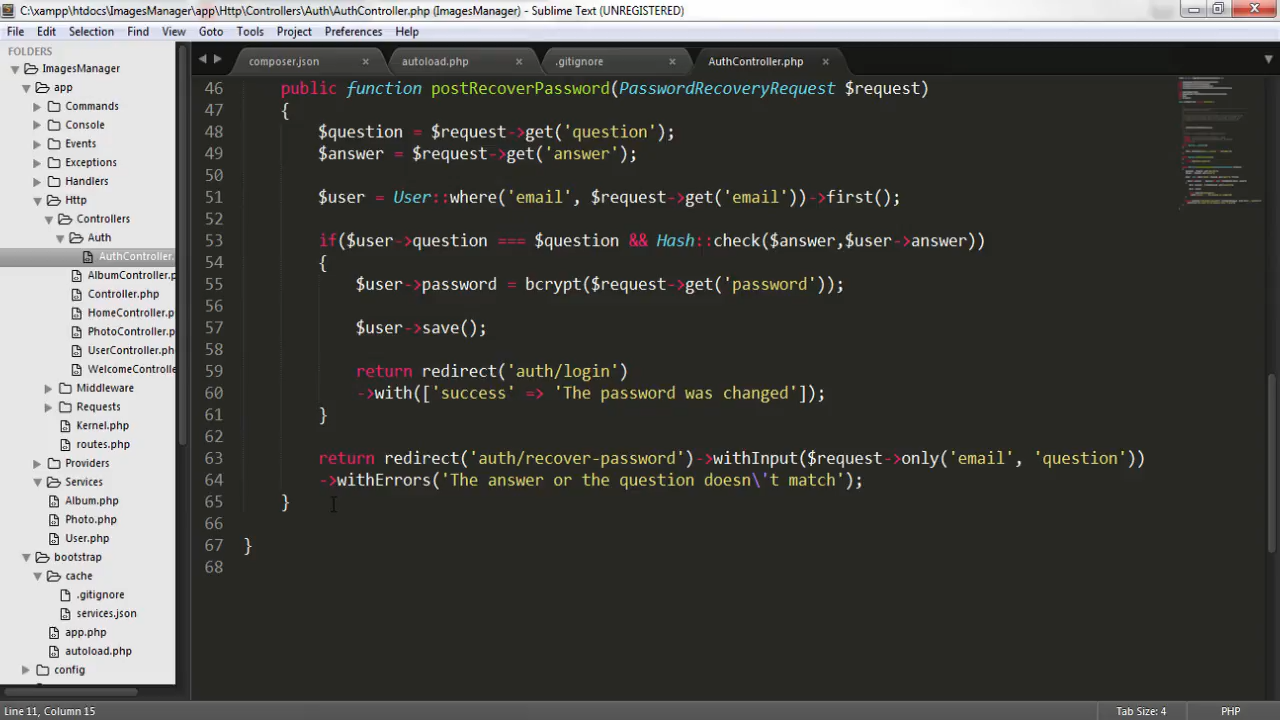 C:\xampp\htdocs\ImagesManager\app\Http\Controllers\Auth\AuthController.php (ImagesManager) - Sublime Text (UNREGISTERED)
File Edit Selection Find View Goto Tools Project Preferences Help
FOLDERS
ImagesManager
app
Commands
Console
Events
Exceptions
Handlers
Http
Controllers
Auth
AuthController.
AlbumController.p
Controller.php
HomeController.p
PhotoController.p
UserController.ph
WelcomeControlle
Middleware
Requests
Kernel.php
routes.php
Providers
Services
Album.php
Photo.php
User.php
bootstrap
cache
.gitignore
services.json
app.php
autoload.php
config
composer.json × autoload.php × .gitignore × AuthController.php ×
46 public function postRecoverPassword(PasswordRecoveryRequest $request)
47 {
48 $question = $request->get('question');
49 $answer = $request->get('answer');
50
51 $user = User::where('email', $request->get('email'))->first();
52
53 if($user->question === $question && Hash::check($answer,$user->answer))
54 {
55 $user->password = bcrypt($request->get('password'));
56
57 $user->save();
58
59 return redirect('auth/login')
60 ->with(['success' => 'The password was changed']);
61 }
62
63 return redirect('auth/recover-password')->withInput($request->only('email', 'question'))
64 ->withErrors('The answer or the question doesn\'t match');
65 }
66
67 }
68
Line 11, Column 15 Tab Size: 4 PHP